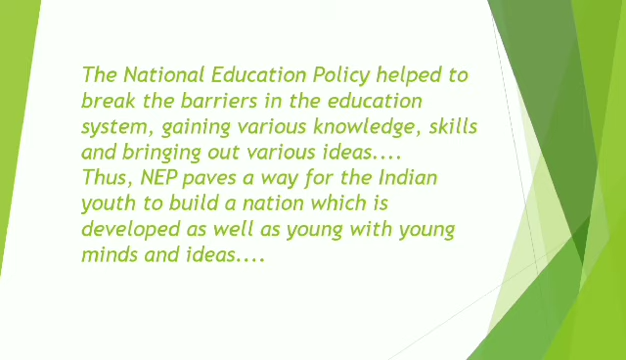 The National Education Policy helped to
break the barriers in the education
system, gaining various knowledge, skills
and bringing out various ideas....
Thus, NEP paves a way for the Indian
youth to build a nation which is
developed as well as young with young
minds and ideas....